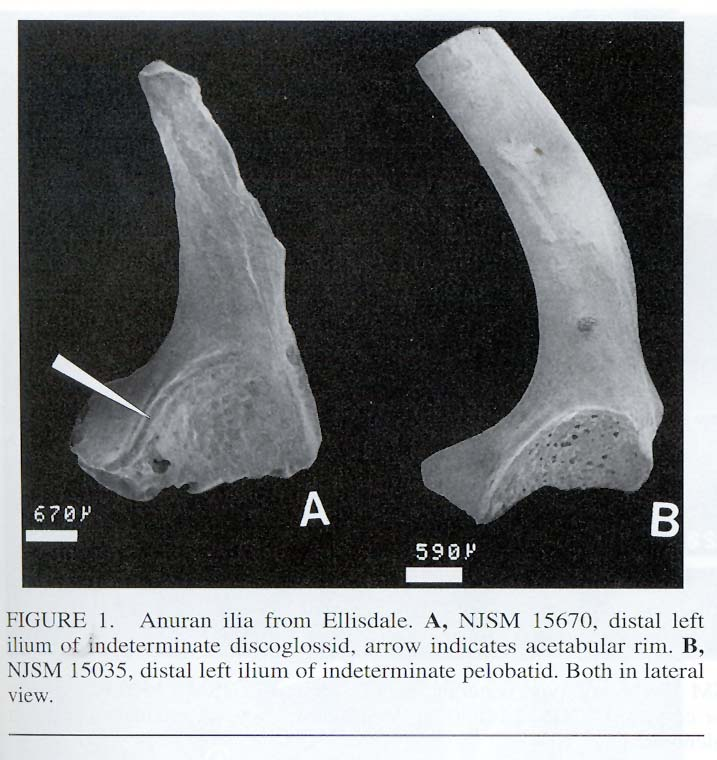 A
B
670µ
590µ
FIGURE 1. Anuran ilia from Ellisdale. A, NJSM 15670, distal left
ilium of indeterminate discoglossid, arrow indicates acetabular rim. B,
NJSM 15035, distal left ilium of indeterminate pelobatid. Both in lateral
view.